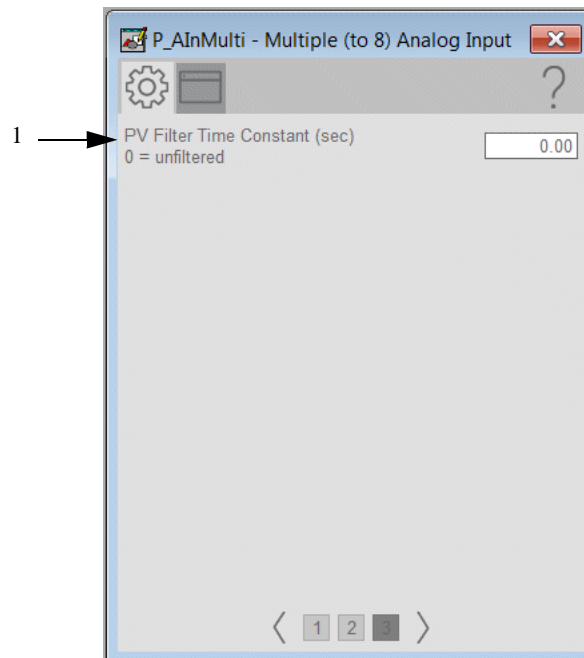 P_AInMulti - Multiple (to 8) Analog Input
?
1
PV Filter Time Constant (sec)
0.00
0 = unfiltered
1 2 3